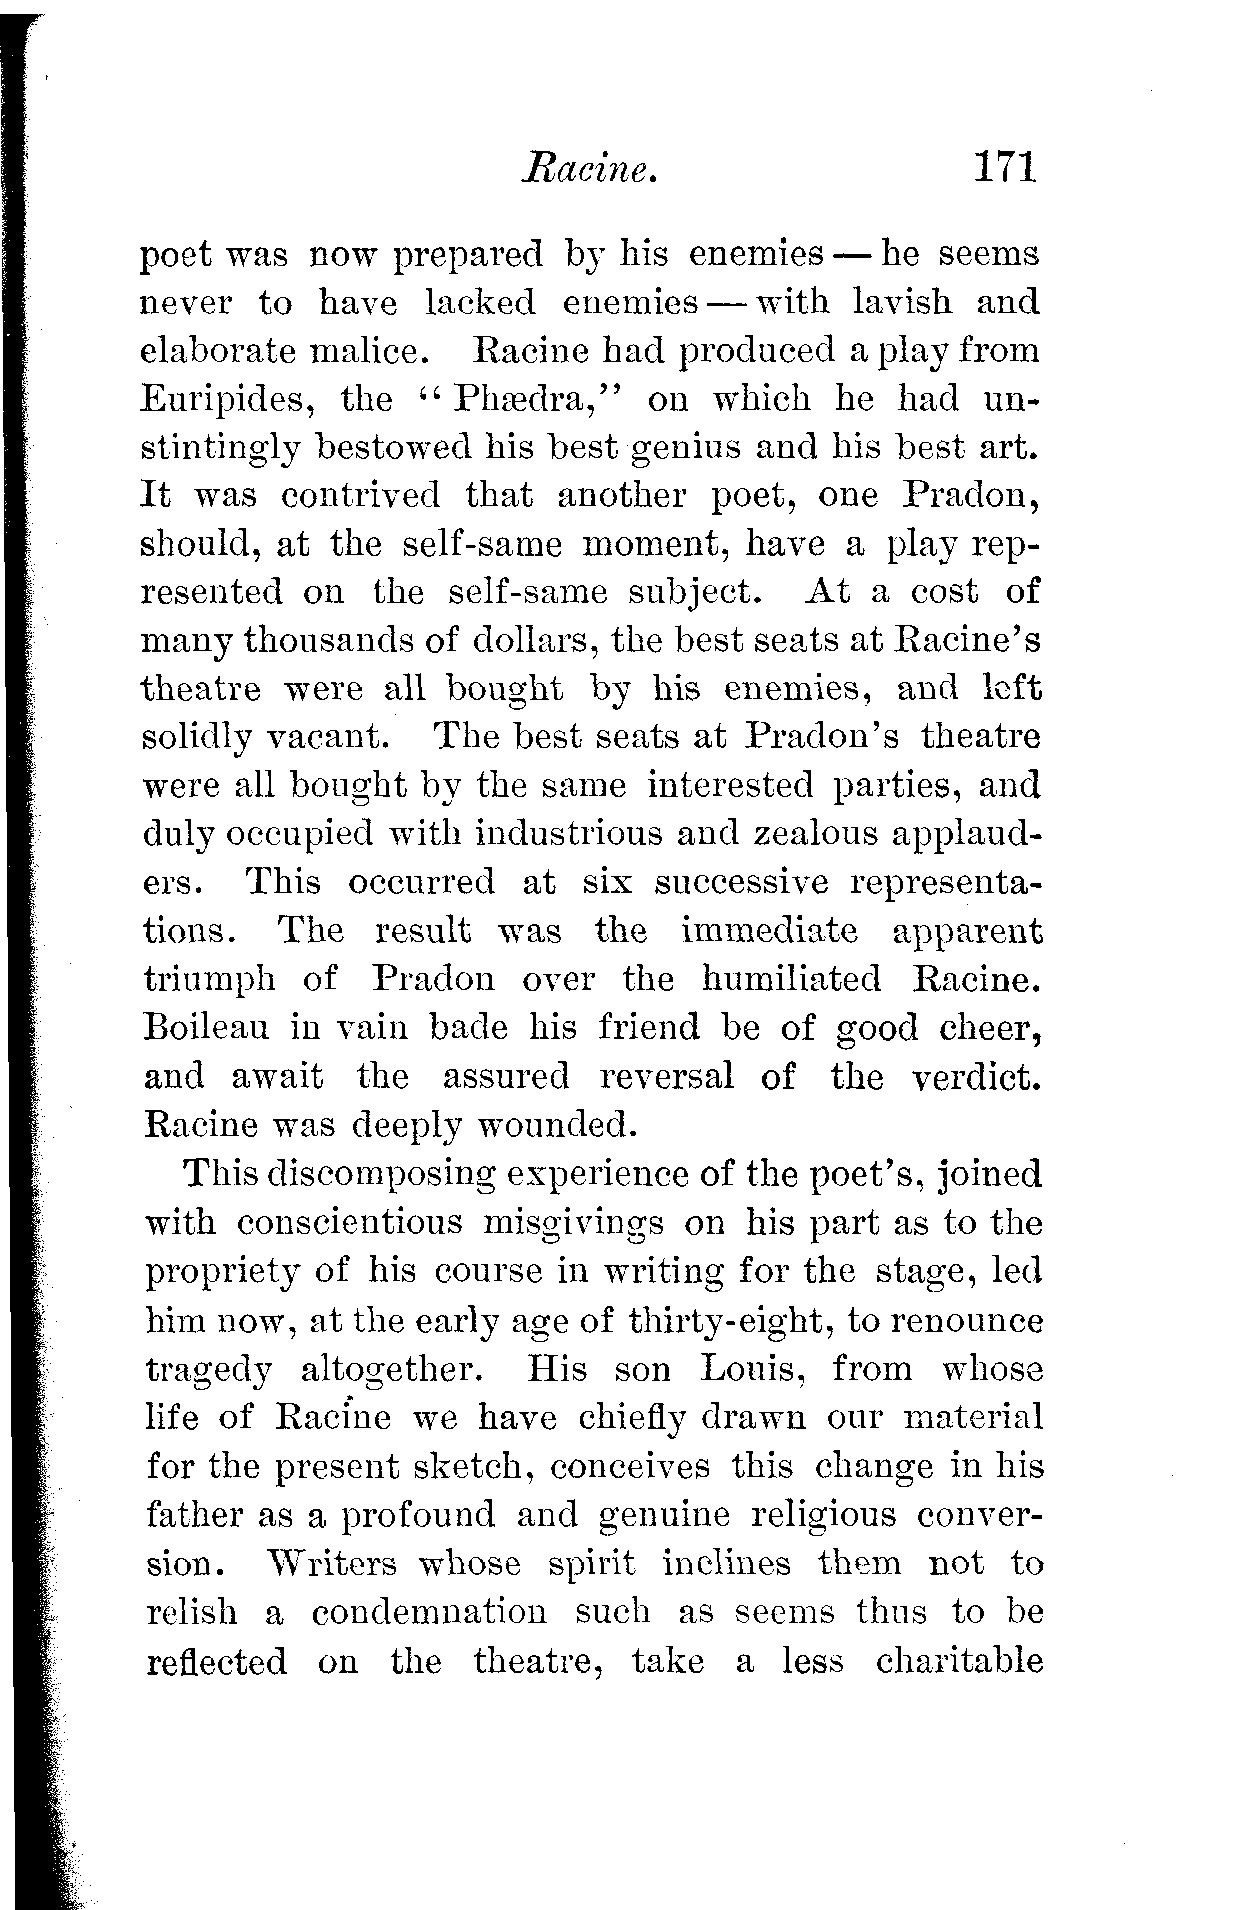 Racine. 171
poet was now prepared by his enemies — he seems
never to have lacked enemies — with lavish and
elaborate malice. Racine had produced a play from
Euripides, the “Phædra,” on which he had un-
stintingly bestowed his best genius and his best art.
It was contrived that another poet, one Pradon,
should, at the self-same moment, have a play rep-
resented on the self-same subject. At a cost of
many thousands of dollars, the best seats at Racine’s
theatre were all bought by his enemies, and left
solidly vacant. The best seats at Pradon’s theatre
were all bought by the same interested parties, and
duly occupied with industrious and zealous applaud-
ers. This occurred at six successive representa-
tions. The result was the immediate apparent
triumph of Pradon over the humiliated Racine.
Boileau in vain bade his friend be of good cheer,
and await the assured reversal of the verdict.
Racine was deeply wounded.
This discomposing experience of the poet’s, joined
with conscientious misgivings on his part as to the
propriety of his course in writing for the stage, led
him now, at the early age of thirty-eight, to renounce
tragedy altogether. His son Louis, from whose
life of Racine we have chiefly drawn our material
for the present sketch, conceives this change in his
father as a profound and genuine religious conver-
sion. Writers whose spirit inclines them not to
relish a condemnation such as seems thus to be
reflected on the theatre, take a less charitable